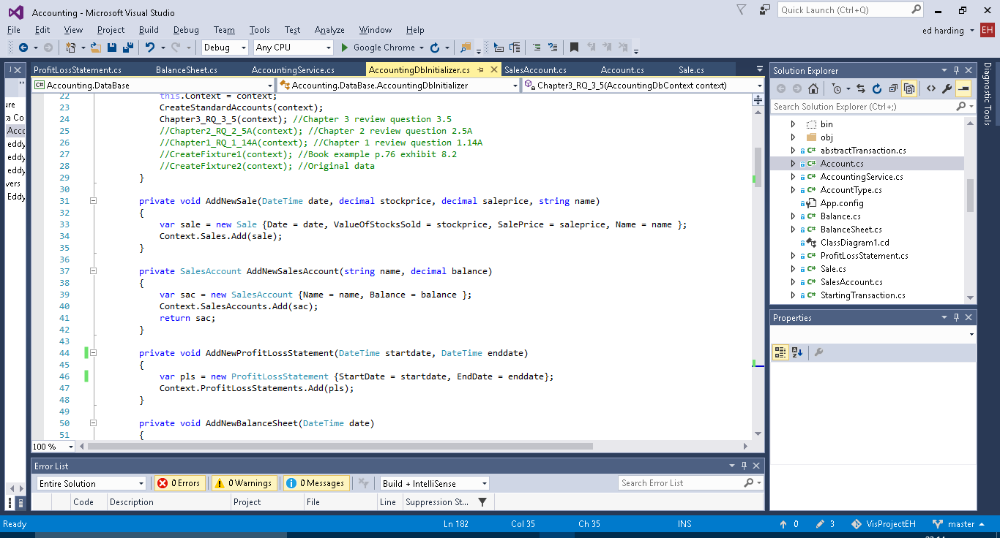 Accounting - Microsoft Visual Studio
Quick Launch (Ctrl+Q)
File Edit View Project Build Debug Team Tools Test Analyze Window Help
ed harding EH
Debug Any CPU Google Chrome
ProfitLossStatement.cs BalanceSheet.cs AccountingService.cs AccountingDbInitializer.cs SalesAccount.cs Account.cs Sale.cs
Accounting.DataBase Accounting.DataBase.AccountingDbInitializer Chapter3_RQ_3_5(AccountingDbContext context)
22 this.Context = context;
23 CreateStandardAccounts(context);
24 Chapter3_RQ_3_5(context); //Chapter 3 review question 3.5
25 //Chapter2_RQ_2_5A(context); //Chapter 2 review question 2.5A
26 //Chapter1_RQ_1_14A(context); //Chapter 1 review question 1.14A
27 //CreateFixture1(context); //Book example p.76 exhibit 8.2
28 //CreateFixture2(context); //Original data
29 }
30
31 private void AddNewSale(DateTime date, decimal stockprice, decimal saleprice, string name)
32 {
33 var sale = new Sale {Date = date, ValueOfStocksSold = stockprice, SalePrice = saleprice, Name = name };
34 Context.Sales.Add(sale);
35 }
36
37 private SalesAccount AddNewSalesAccount(string name, decimal balance)
38 {
39 var sac = new SalesAccount {Name = name, Balance = balance };
40 Context.SalesAccounts.Add(sac);
41 return sac;
42 }
43
44 private void AddNewProfitLossStatement(DateTime startdate, DateTime enddate)
45 {
46 var pls = new ProfitLossStatement {StartDate = startdate, EndDate = enddate};
47 Context.ProfitLossStatements.Add(pls);
48 }
49
50 private void AddNewBalanceSheet(DateTime date)
51 {
100 %
ure
ta Co
Acco
eddy
eddy
eddy
vers
Eddy
Solution Explorer
Search Solution Explorer (Ctrl+;)
bin
obj
abstractTransaction.cs
Account.cs
AccountingService.cs
AccountType.cs
App.config
Balance.cs
BalanceSheet.cs
ClassDiagram1.cd
ProfitLossStatement.cs
Sale.cs
SalesAccount.cs
StartingTransaction.cs
Properties
Diagnostic Tools
Error List
Entire Solution 0 Errors 0 Warnings 0 Messages Build + IntelliSense Search Error List
Code Description Project File Line Suppression St...
Ready Ln 182 Col 35 Ch 35 INS 0 3 VisProjectEH master